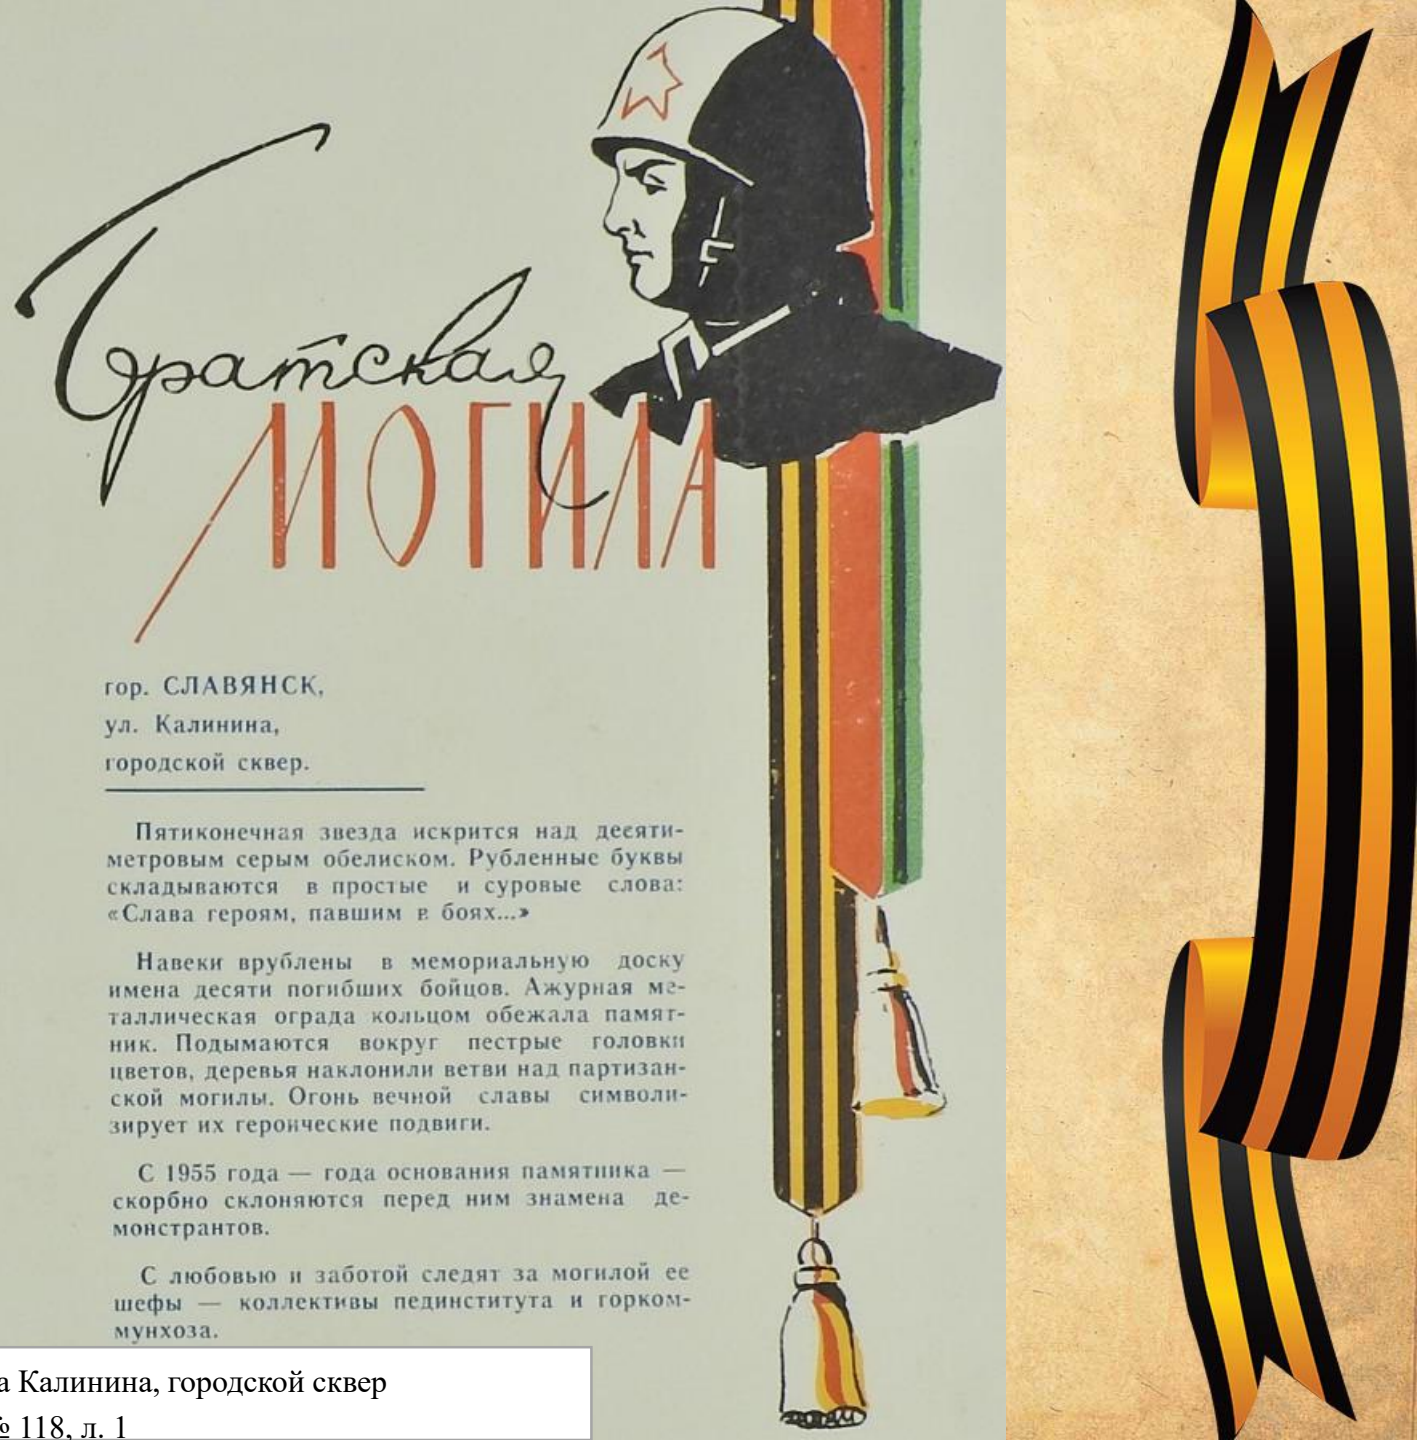 Братская
МОГИЛА
гор. СЛАВЯНСК,
ул. Калинина,
городской сквер.
Пятиконечная звезда искрится над десяти-
метровым серым обелиском. Рубленные буквы
складываются в простые и суровые слова:
«Слава героям, павшим в боях...»
Навеки врублены в мемориальную доску
имена десяти погибших бойцов. Ажурная ме-
таллическая ограда кольцом обежала памят-
ник. Подымаются вокруг пестрые головки
цветов, деревья наклонили ветви над партизан-
ской могилы. Огонь вечной славы символи-
зирует их героические подвиги.
С 1955 года — года основания памятника —
скорбно склоняются перед ним знамена де-
монстрантов.
С любовью и заботой следят за могилой ее
шефы — коллективы пединститута и горком-
мунхоза.
а Калинина, городской сквер
№ 118, л. 1